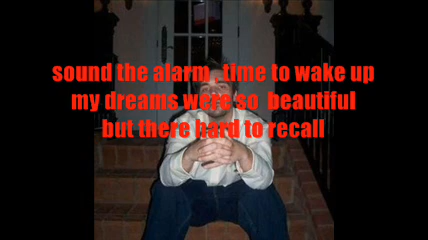 sound the alarm, time to wake up
my dreams were so beautiful
but there hard to recall